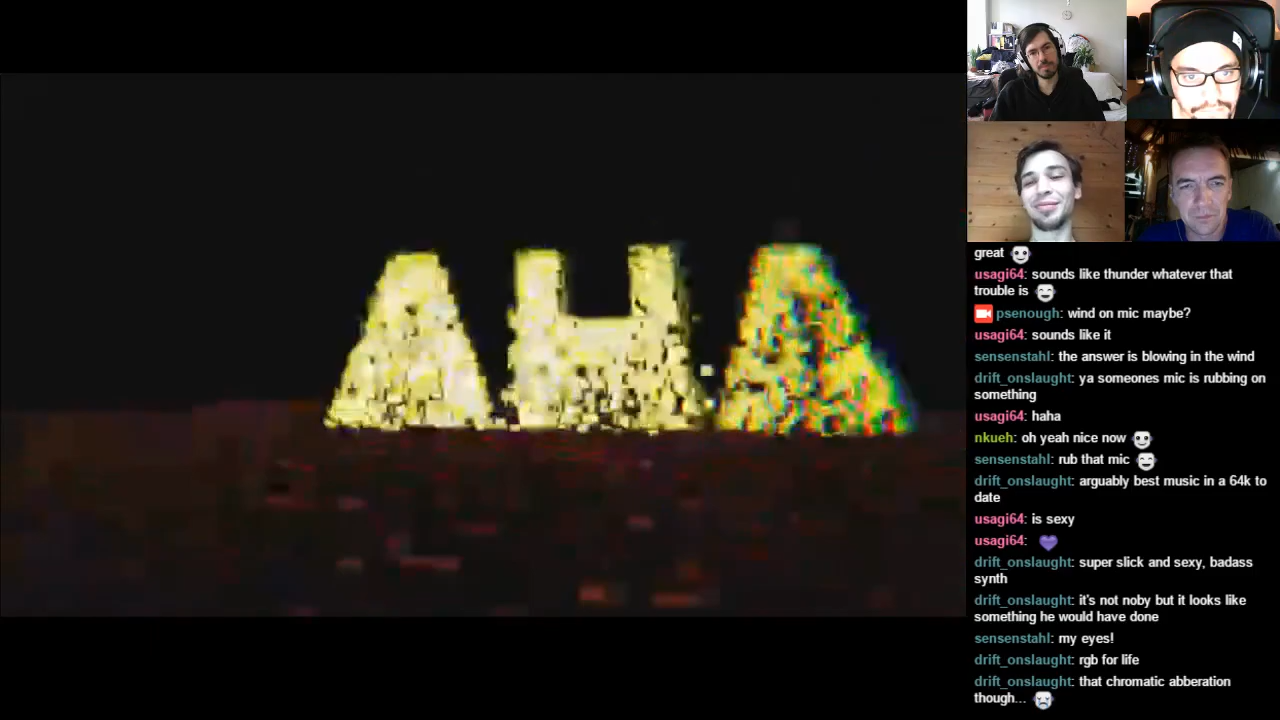 AHA
great
usagi64: sounds like thunder whatever that
trouble is
psenough: wind on mic maybe?
usagi64: sounds like it
sensenstahl: the answer is blowing in the wind
drift_onslaught: ya someones mic is rubbing on
something
usagi64: haha
nkueh: oh yeah nice now
sensenstahl: rub that mic
drift_onslaught: arguably best music in a 64k to
date
usagi64: is sexy
usagi64:
drift_onslaught: super slick and sexy, badass
synth
drift_onslaught: it's not noby but it looks like
something he would have done
sensenstahl: my eyes!
drift_onslaught: rgb for life
drift_onslaught: that chromatic abberation
though...